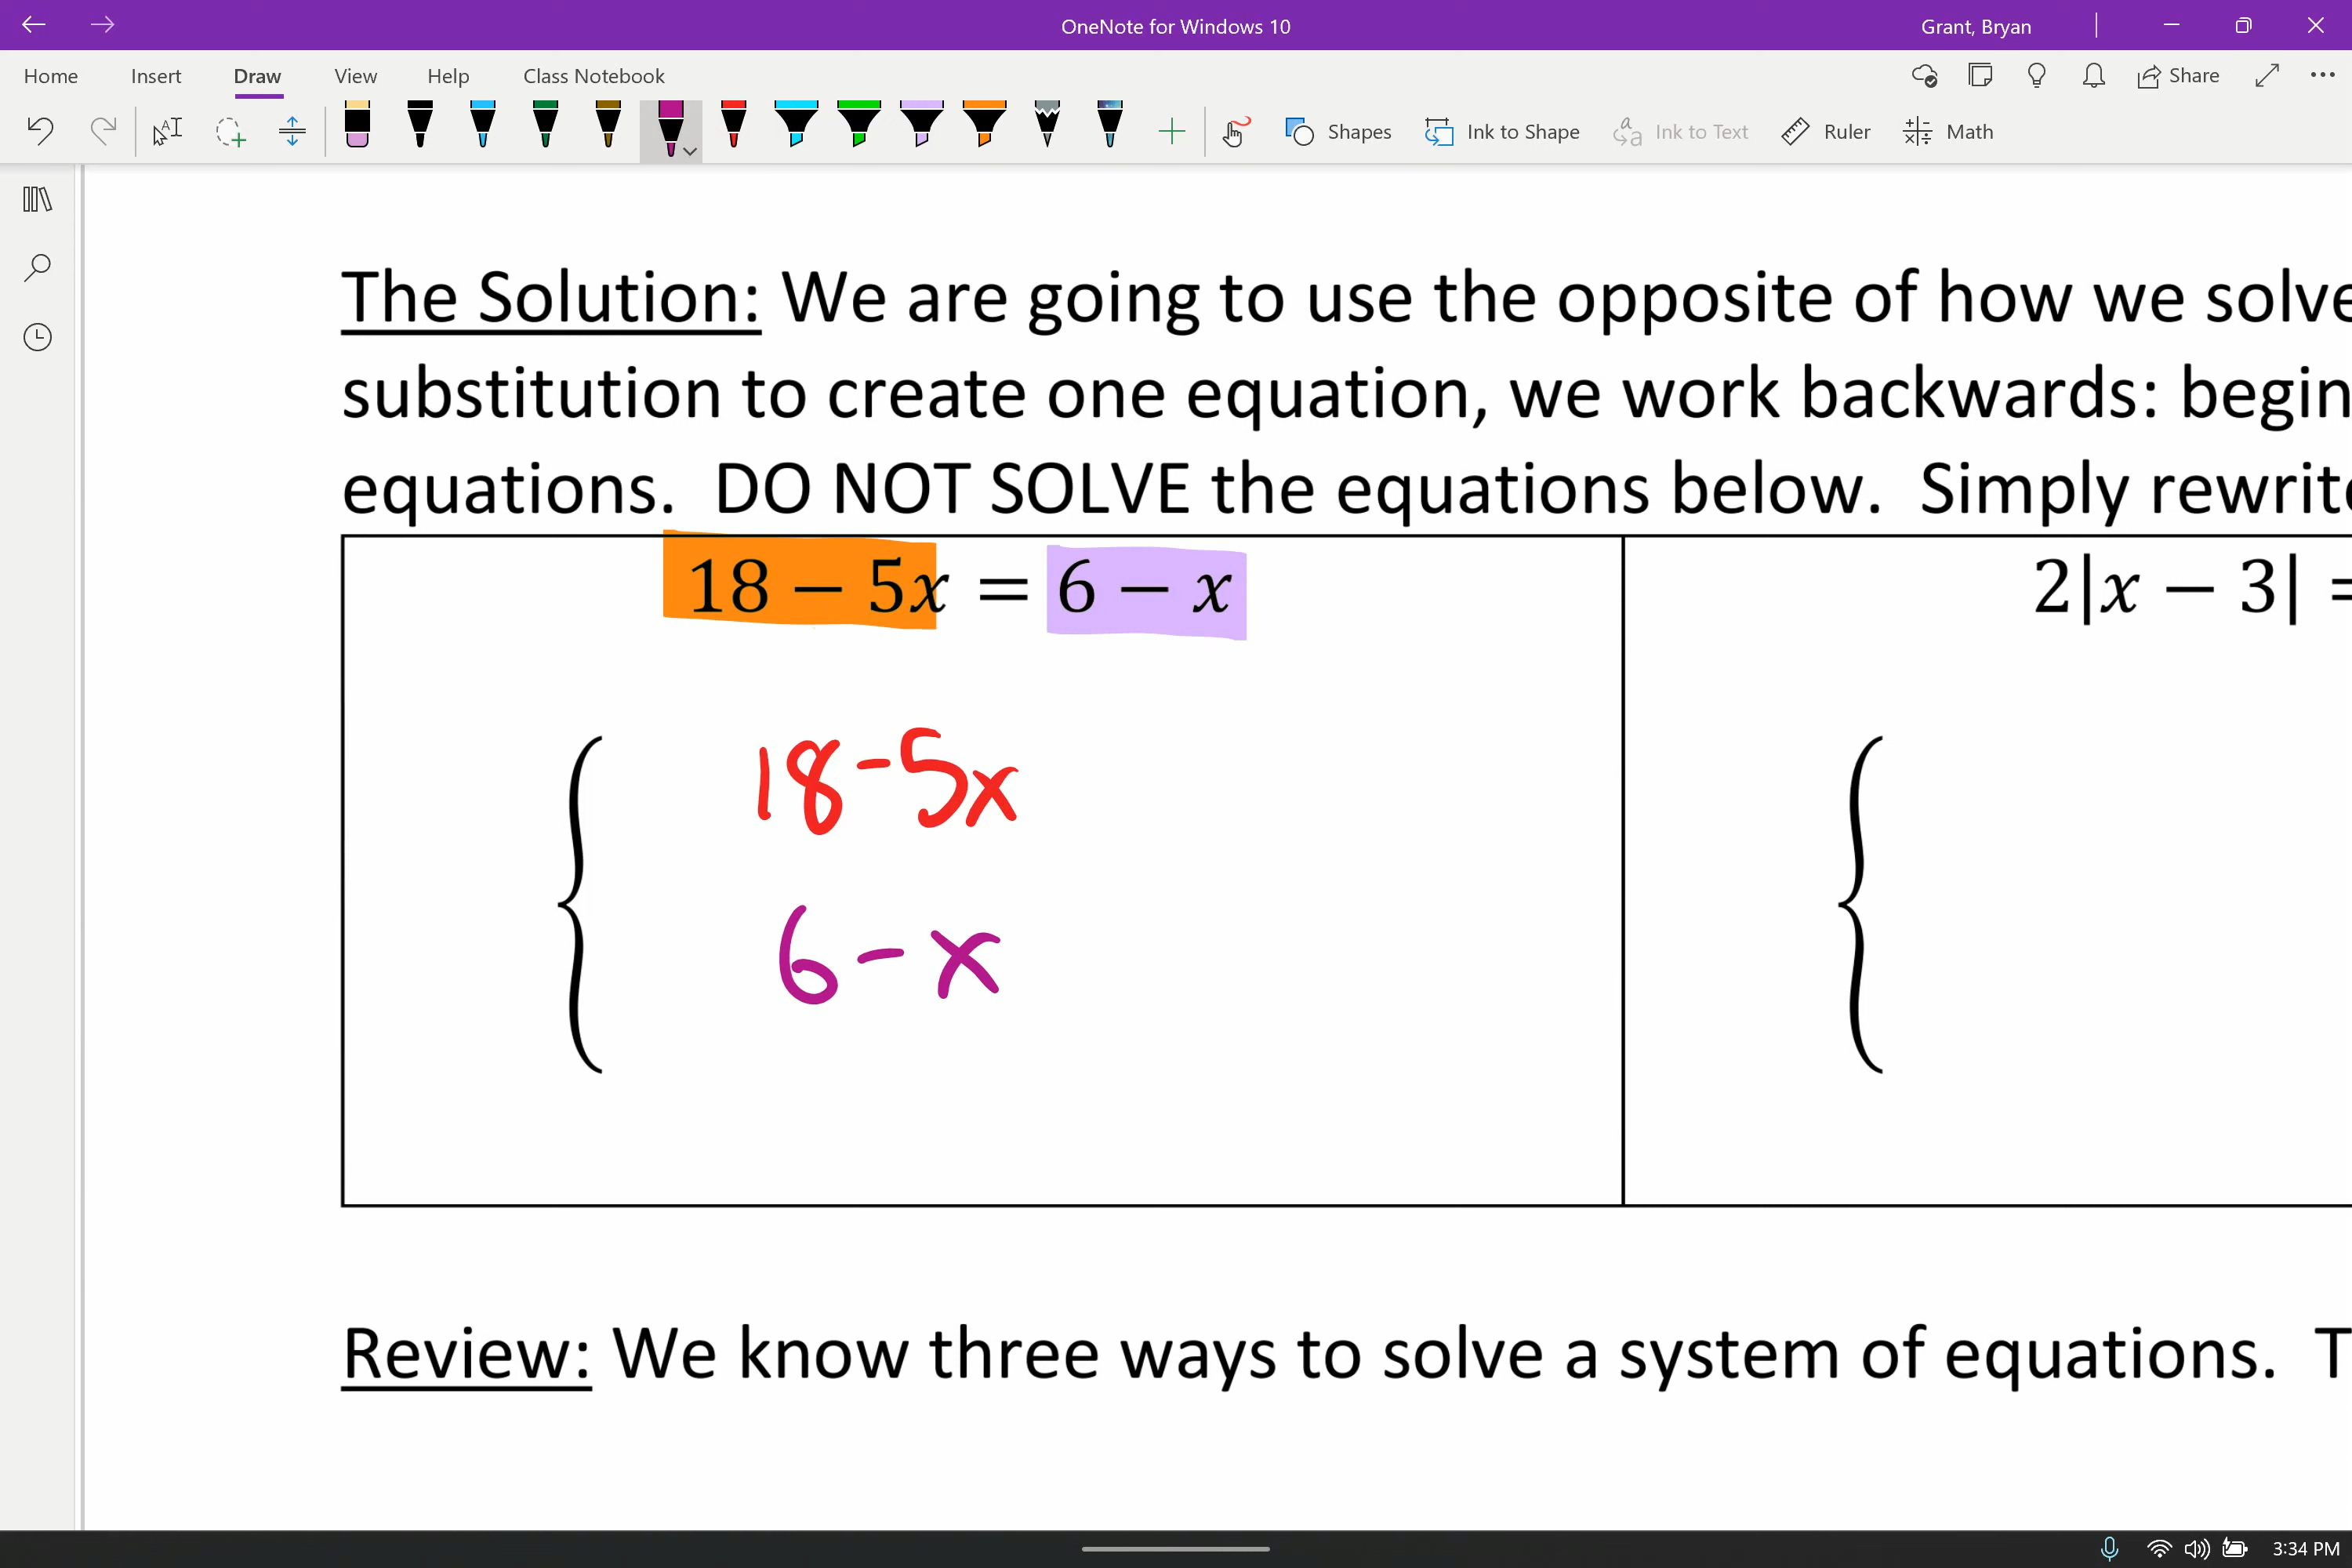 OneNote for Windows 10
Grant, Bryan
Home Insert Draw View Help Class Notebook
Share
Shapes Ink to Shape Ink to Text Ruler Math
The Solution: We are going to use the opposite of how we solve
substitution to create one equation, we work backwards: begin
equations. DO NOT SOLVE the equations below. Simply rewrite
18 − 5x = 6 − x
2|x − 3| =
18-5x
6-x
Review: We know three ways to solve a system of equations. T
3:34 PM